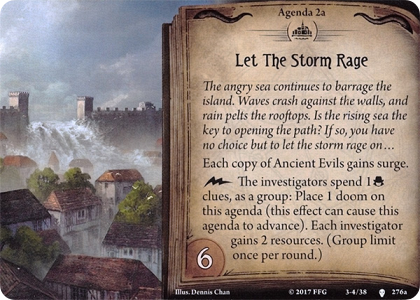 Agenda 2a
Let The Storm Rage
The angry sea continues to barrage the
island. Waves crash against the walls, and
rain pelts the rooftops. Is the rising sea the
key to opening the path? If so, you have
no choice but to let the storm rage on…
Each copy of Ancient Evils gains surge.
The investigators spend 1
clues, as a group: Place 1 doom on
this agenda (this effect can cause this
agenda to advance). Each investigator
gains 2 resources. (Group limit
once per round.)
6
Illus. Dennis Chan
© 2017 FFG
3-4/38
276a